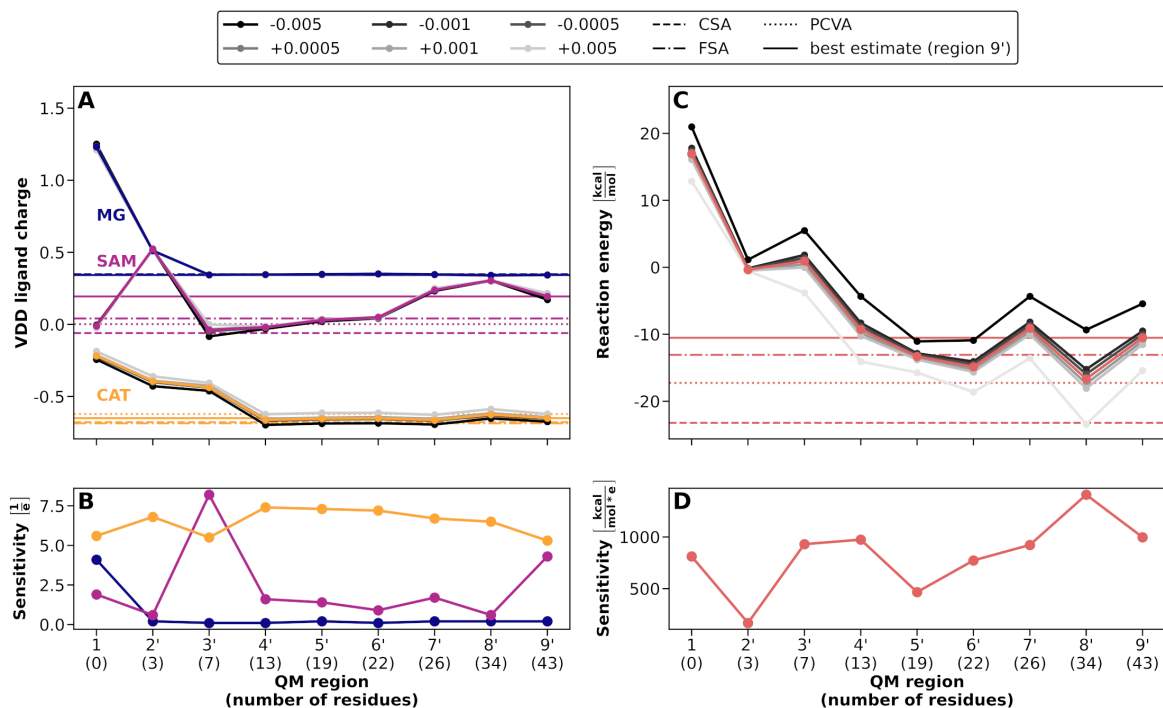 -0.005 -0.001 -0.0005 CSA PCVA
+0.0005 +0.001 +0.005 FSA best estimate (region 9')
A
VDD ligand charge
1.5
1.0
0.5
0.0
-0.5
MG
SAM
CAT
C
Reaction energy [kcal/mol]
20
10
0
-10
-20
B
Sensitivity [1/e]
7.5
5.0
2.5
0.0
1 2' 3' 4' 5' 6' 7' 8' 9'
(0) (3) (7) (13) (19) (22) (26) (34) (43)
QM region
(number of residues)
D
Sensitivity [kcal/mol*e]
1000
500
1 2' 3' 4' 5' 6' 7' 8' 9'
(0) (3) (7) (13) (19) (22) (26) (34) (43)
QM region
(number of residues)